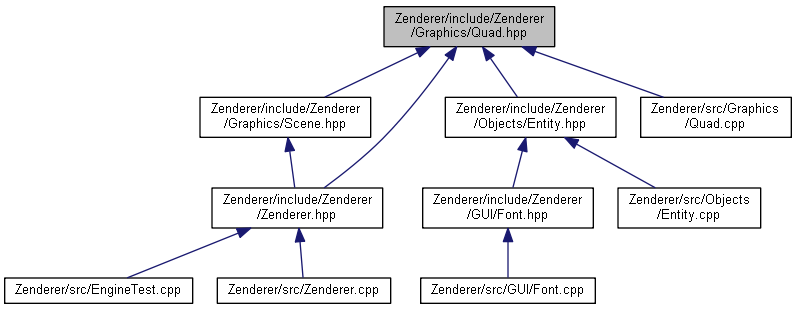 Zenderer/include/Zenderer
/Graphics/Quad.hpp
Zenderer/include/Zenderer
/Graphics/Scene.hpp
Zenderer/include/Zenderer
/Objects/Entity.hpp
Zenderer/src/Graphics
/Quad.cpp
Zenderer/include/Zenderer
/Zenderer.hpp
Zenderer/include/Zenderer
/GUI/Font.hpp
Zenderer/src/Objects
/Entity.cpp
Zenderer/src/EngineTest.cpp
Zenderer/src/Zenderer.cpp
Zenderer/src/GUI/Font.cpp